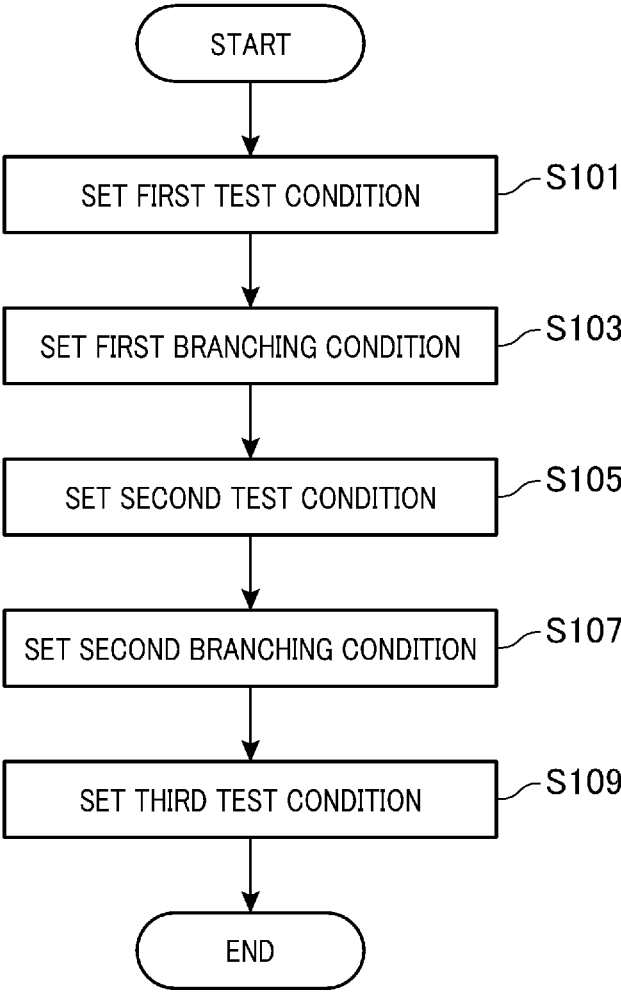 START
SET FIRST TEST CONDITION
S101
SET FIRST BRANCHING CONDITION
S103
SET SECOND TEST CONDITION
S105
SET SECOND BRANCHING CONDITION
S107
SET THIRD TEST CONDITION
S109
END